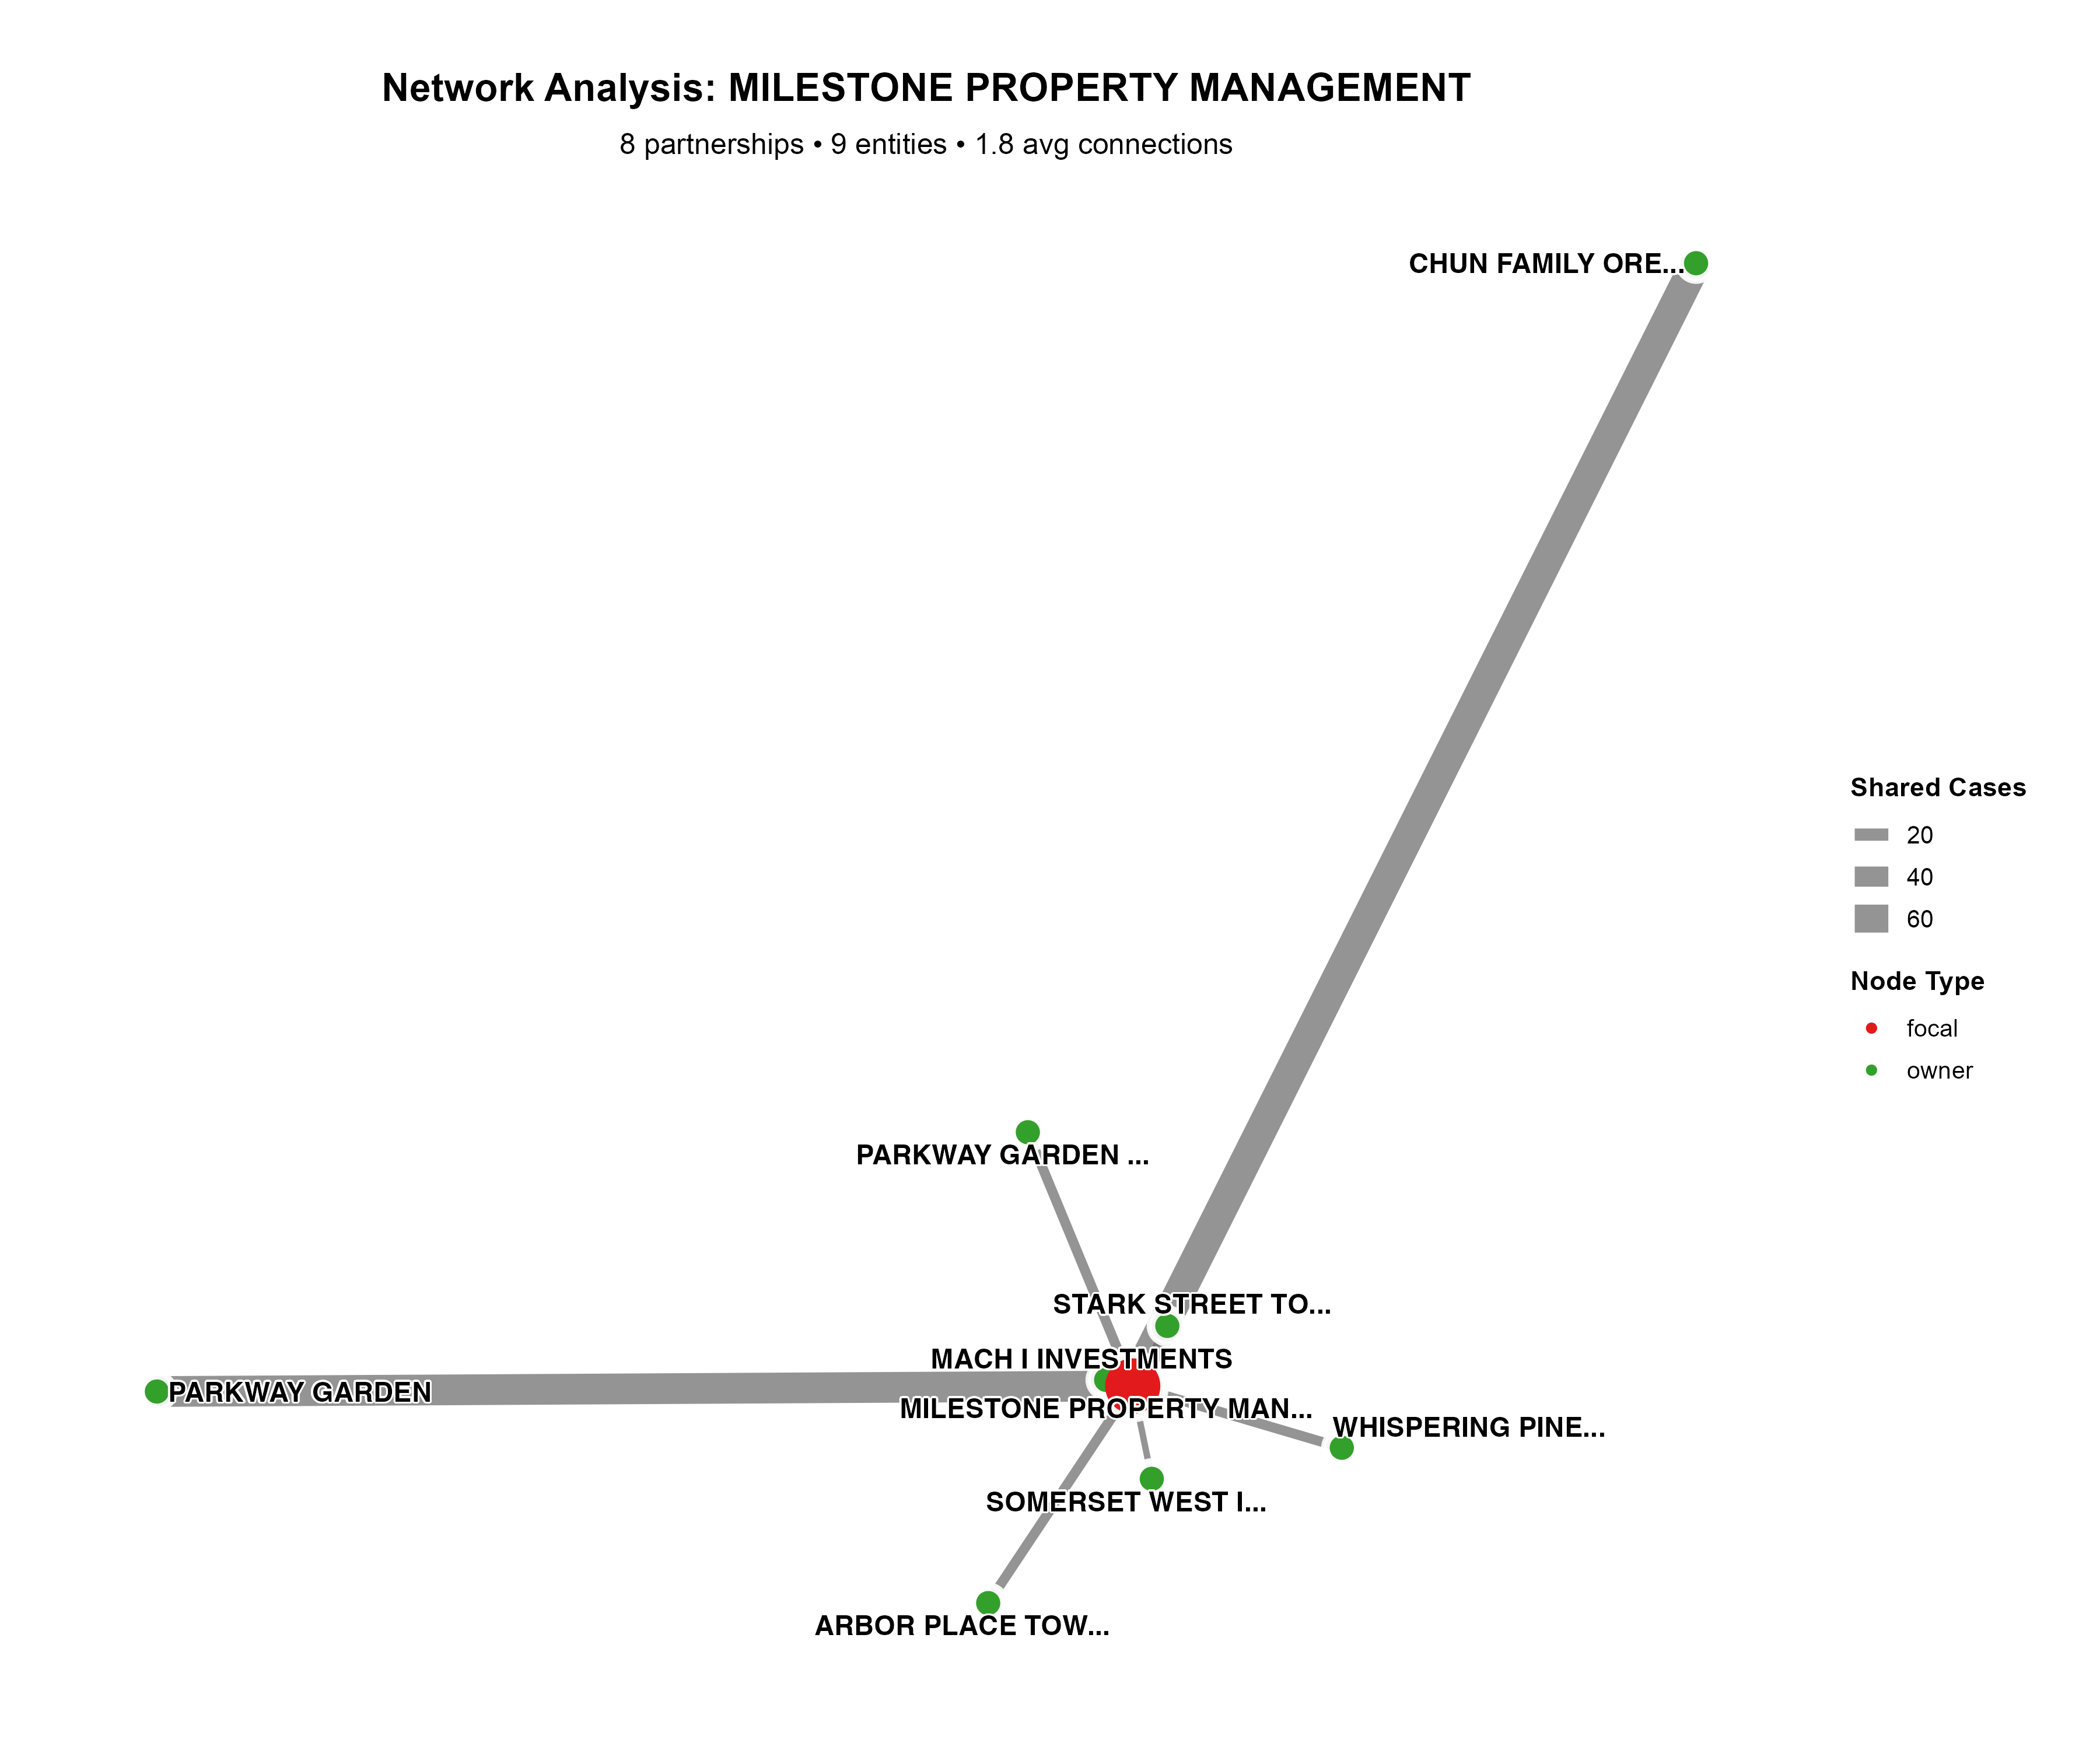 Network Analysis: MILESTONE PROPERTY MANAGEMENT
8 partnerships • 9 entities • 1.8 avg connections
CHUN FAMILY ORE...
Shared Cases
20
40
60
Node Type
focal
owner
PARKWAY GARDEN ...
STARK STREET TO...
MACH I INVESTMENTS
PARKWAY GARDEN
MILESTONE PROPERTY MAN...
WHISPERING PINE...
SOMERSET WEST I...
ARBOR PLACE TOW...